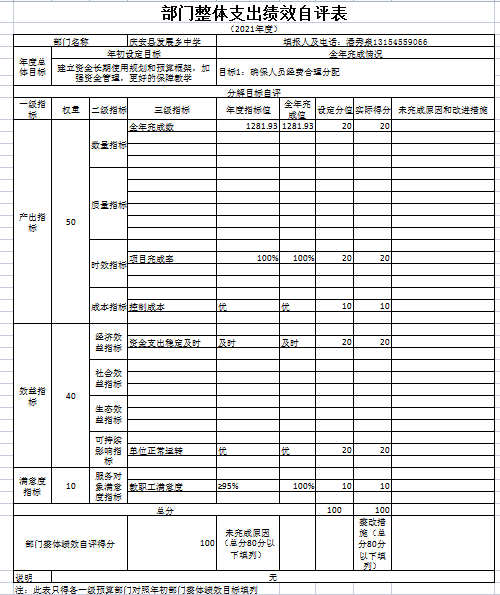 部门整体支出绩效自评表
（2021年度）
部门名称 庆安县发展乡中学 填报人及电话：潘秀泉13154559066
年度总体目标 年初设定目标 全年完成情况
建立资金长期使用规划和预算框架，加
强资金管理，更好的保障教学 目标1：确保人员经费合理分配
分解目标自评
一级指标 权重 二级指标 三级指标 年度指标值 全年完成值 设定分值 实际得分 未完成原因和改进措施
产出指标 50 数量指标 全年完成数 1281.93 1281.93 20 20
质量指标
时效指标 项目完成率 100% 100% 20 20
成本指标 控制成本 优 优 10 10
效益指标 40 经济效益指标 资金支出稳定及时 及时 及时 20 20
社会效益指标
生态效益指标
可持续影响指标 单位正常运转 优 优 20 20
满意度指标 10 服务对象满意度指标 教职工满意度 ≥95% 100% 10 10
总分 100 100
部门整体绩效自评得分 100 未完成原因（总分80分以下填列） 整改措施（总分80分以下填列）
说明 无
注：此表只得各一级预算部门对照年初部门整体绩效目标填列